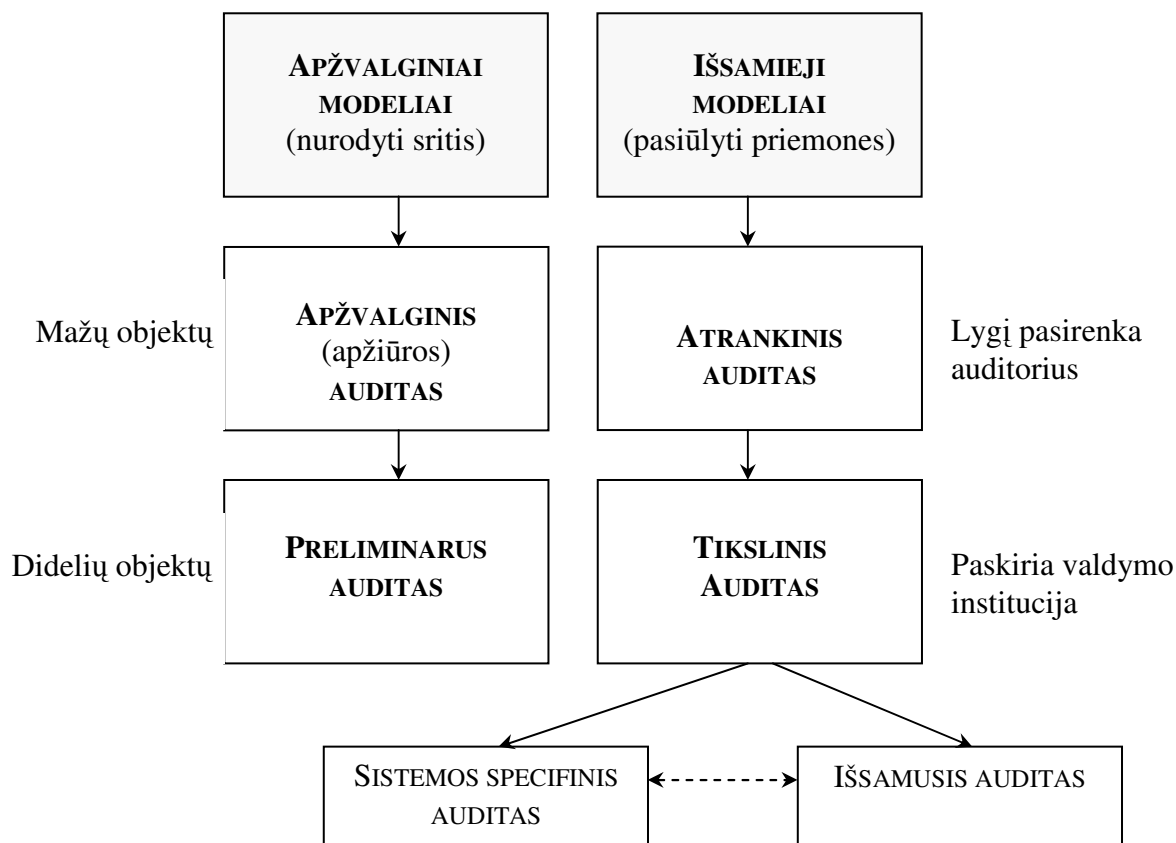 APŽVALGINIAI
MODELIAI
(nurodyti sritis)
IŠSAMIEJI
MODELIAI
(pasiūlyti priemones)
Mažų objektų
APŽVALGINIS
(apžiūros)
AUDITAS
ATRANKINIS
AUDITAS
Lygį pasirenka
auditorius
Didelių objektų
PRELIMINARUS
AUDITAS
TIKSLINIS
AUDITAS
Paskiria valdymo
institucija
SISTEMOS SPECIFINIS
AUDITAS
IŠSAMUSIS AUDITAS